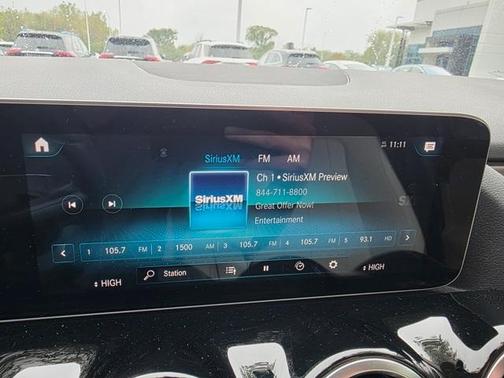 11:11
SiriusXM FM AM
Ch 1 • SiriusXM Preview
844-711-8800
Great Offer Now!
Entertainment
SiriusXM
1 105.7 FM 2 1500 AM 3 105.7 FM 4 105.7 FM 5 93.1 HD
Station
HIGH HIGH